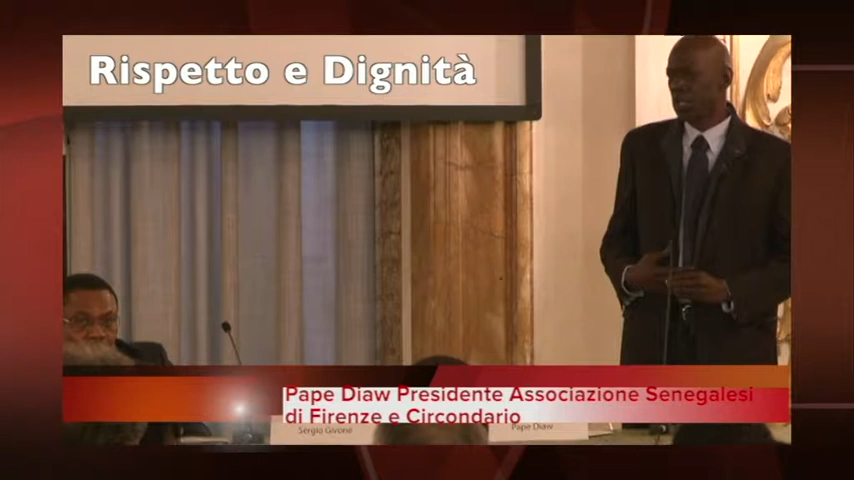 Rispetto e Dignità
Pape Diaw Presidente Associazione Senegalesi
di Firenze e Circondario
Sergio Givone
Pape Diaw